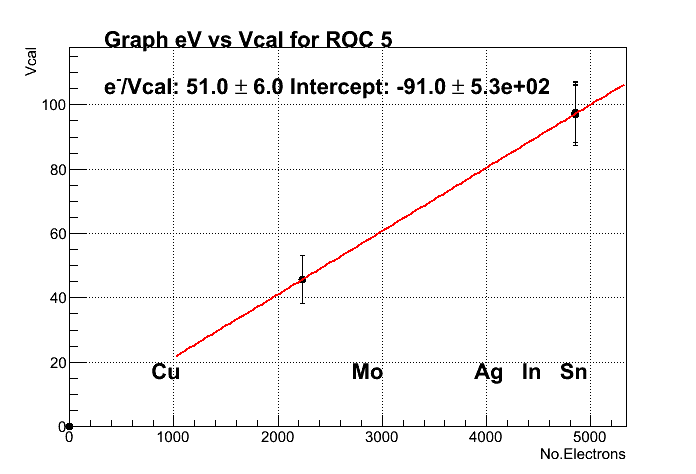 Graph eV vs Vcal for ROC 5
Vcal
e-/Vcal: 51.0 ± 6.0 Intercept: -91.0 ± 5.3e+02
100
80
60
40
20
0
Cu Mo Ag In Sn
0 1000 2000 3000 4000 5000
No.Electrons